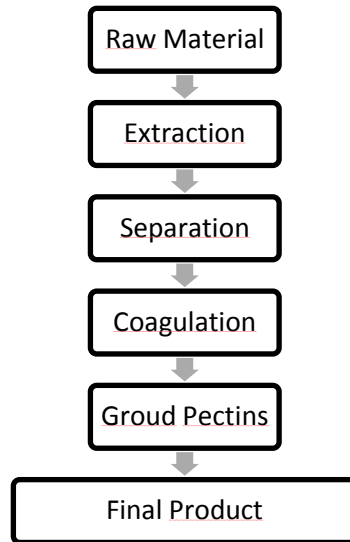 Raw Material
Extraction
Separation
Coagulation
Groud Pectins
Final Product